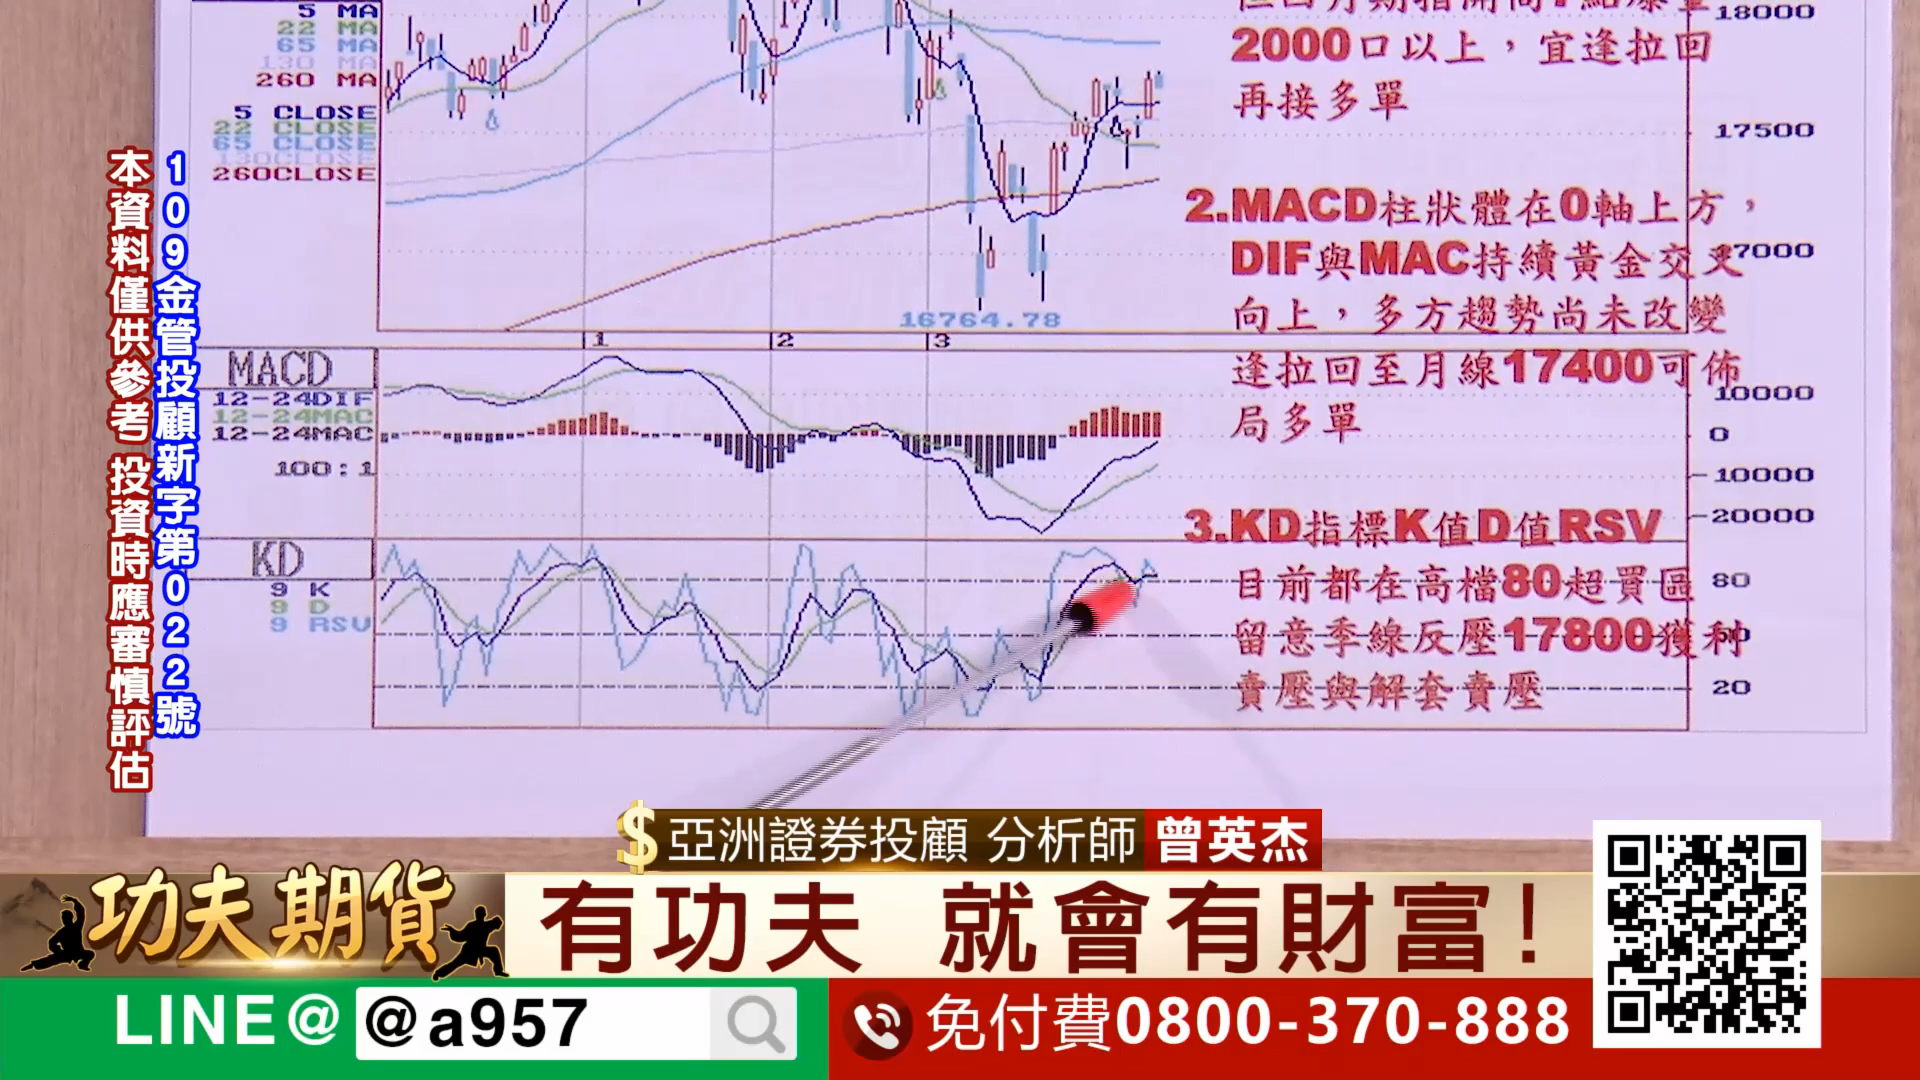 5 MA
22 MA
65 MA
130 MA
260 MA
5 CLOSE
22 CLOSE
65 CLOSE
130CLOSE
260CLOSE
18000
17500
17000
16764.78
1
2
3
2000口以上，宜逢拉回
再接多單
2.MACD柱狀體在0軸上方，
DIF與MAC持續黃金交叉
向上，多方趨勢尚未改變
逢拉回至月線17400可佈
局多單
3.KD指標K值D值RSV
目前都在高檔80超買區
留意季線反壓17800獲利
賣壓與解套賣壓
MACD
12-24DIF
12-24MAC
12-24MAC
100:1
10000
0
-10000
-20000
KD
9 K
9 D
9 RSV
80
50
20
109金管投顧新字第022號
本資料僅供參考 投資時應審慎評估
$亞洲證券投顧 分析師 曾英杰
功夫期貨
有功夫 就會有財富!
LINE@ @a957
免付費0800-370-888